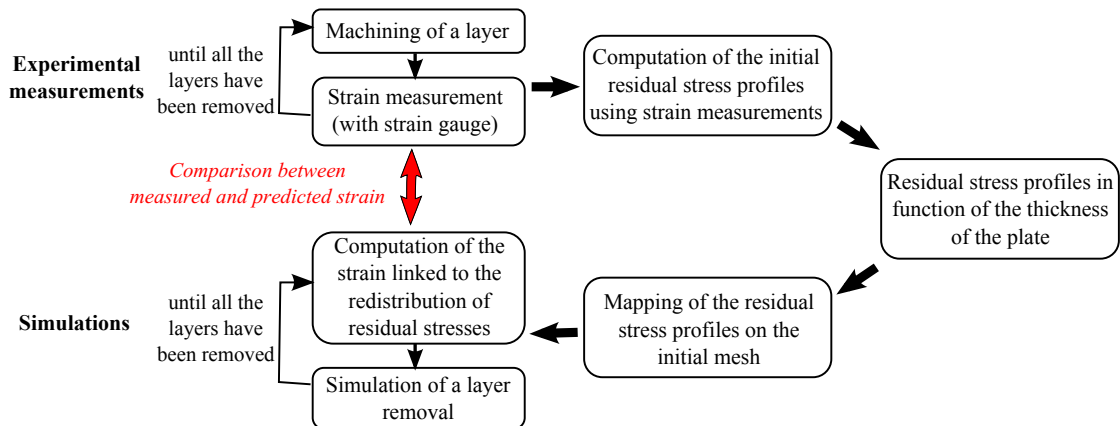 Experimental
measurements
until all the
layers have
been removed
Machining of a layer
Strain measurement
(with strain gauge)
Computation of the initial
residual stress profiles
using strain measurements
Comparison between
measured and predicted strain
Residual stress profiles in
function of the thickness
of the plate
Simulations
until all the
layers have
been removed
Computation of the
strain linked to the
redistribution of
residual stresses
Simulation of a layer
removal
Mapping of the residual
stress profiles on the
initial mesh